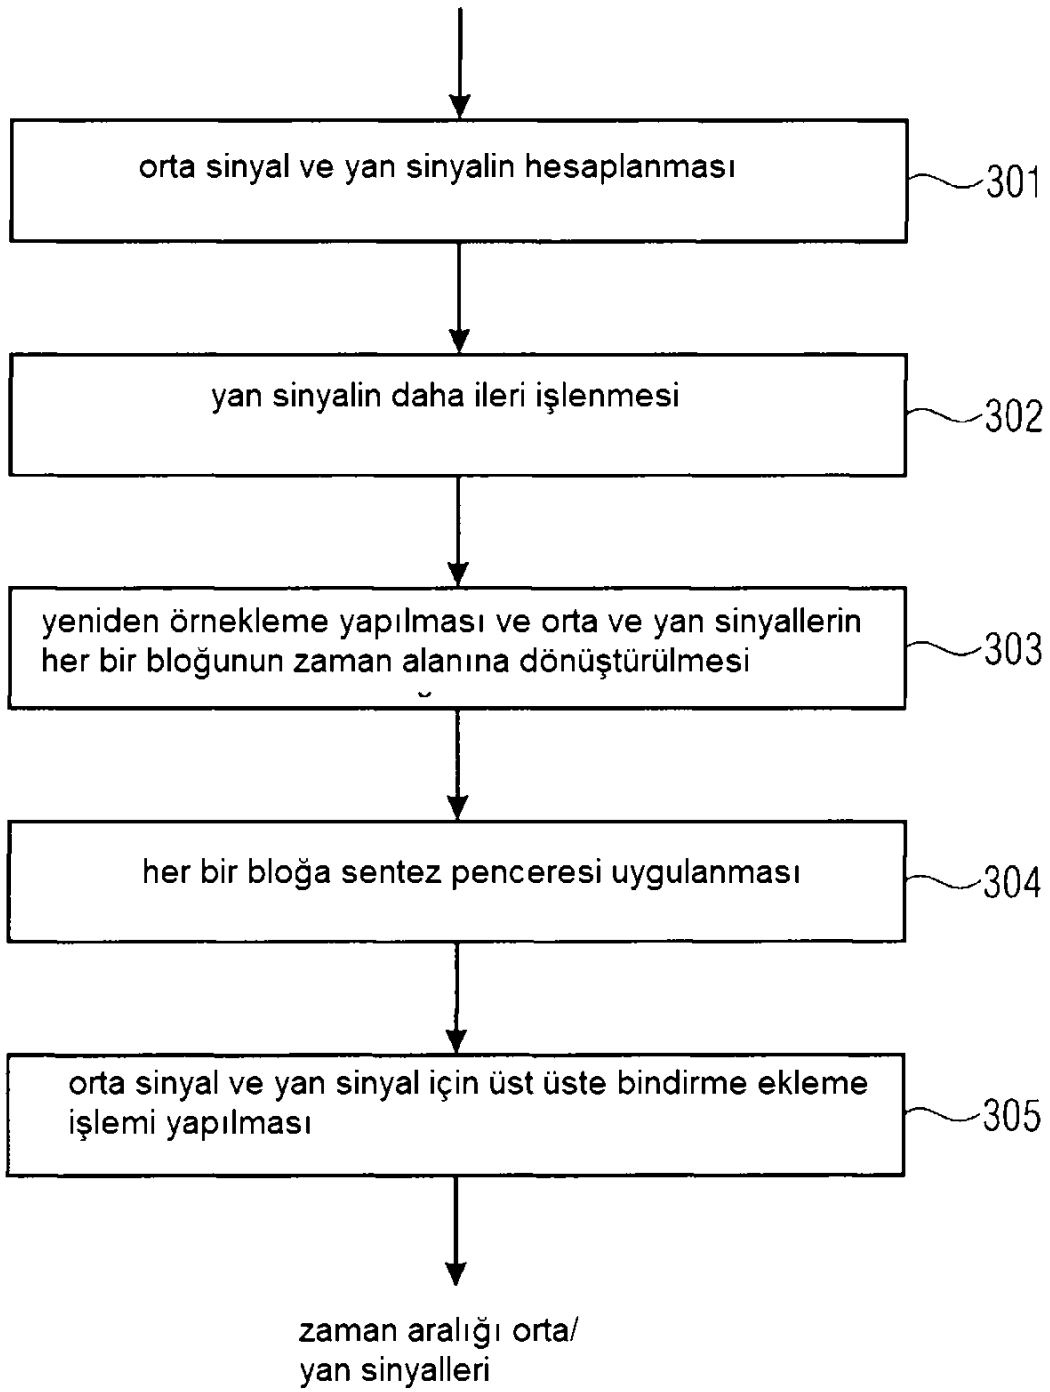 orta sinyal ve yan sinyalin hesaplanması
301
yan sinyalin daha ileri işlenmesi
302
yeniden örnekleme yapılması ve orta ve yan sinyallerin
her bir bloğunun zaman alanına dönüştürülmesi
303
her bir bloğa sentez penceresi uygulanması
304
orta sinyal ve yan sinyal için üst üste bindirme ekleme
işlemi yapılması
305
zaman aralığı orta/
yan sinyalleri